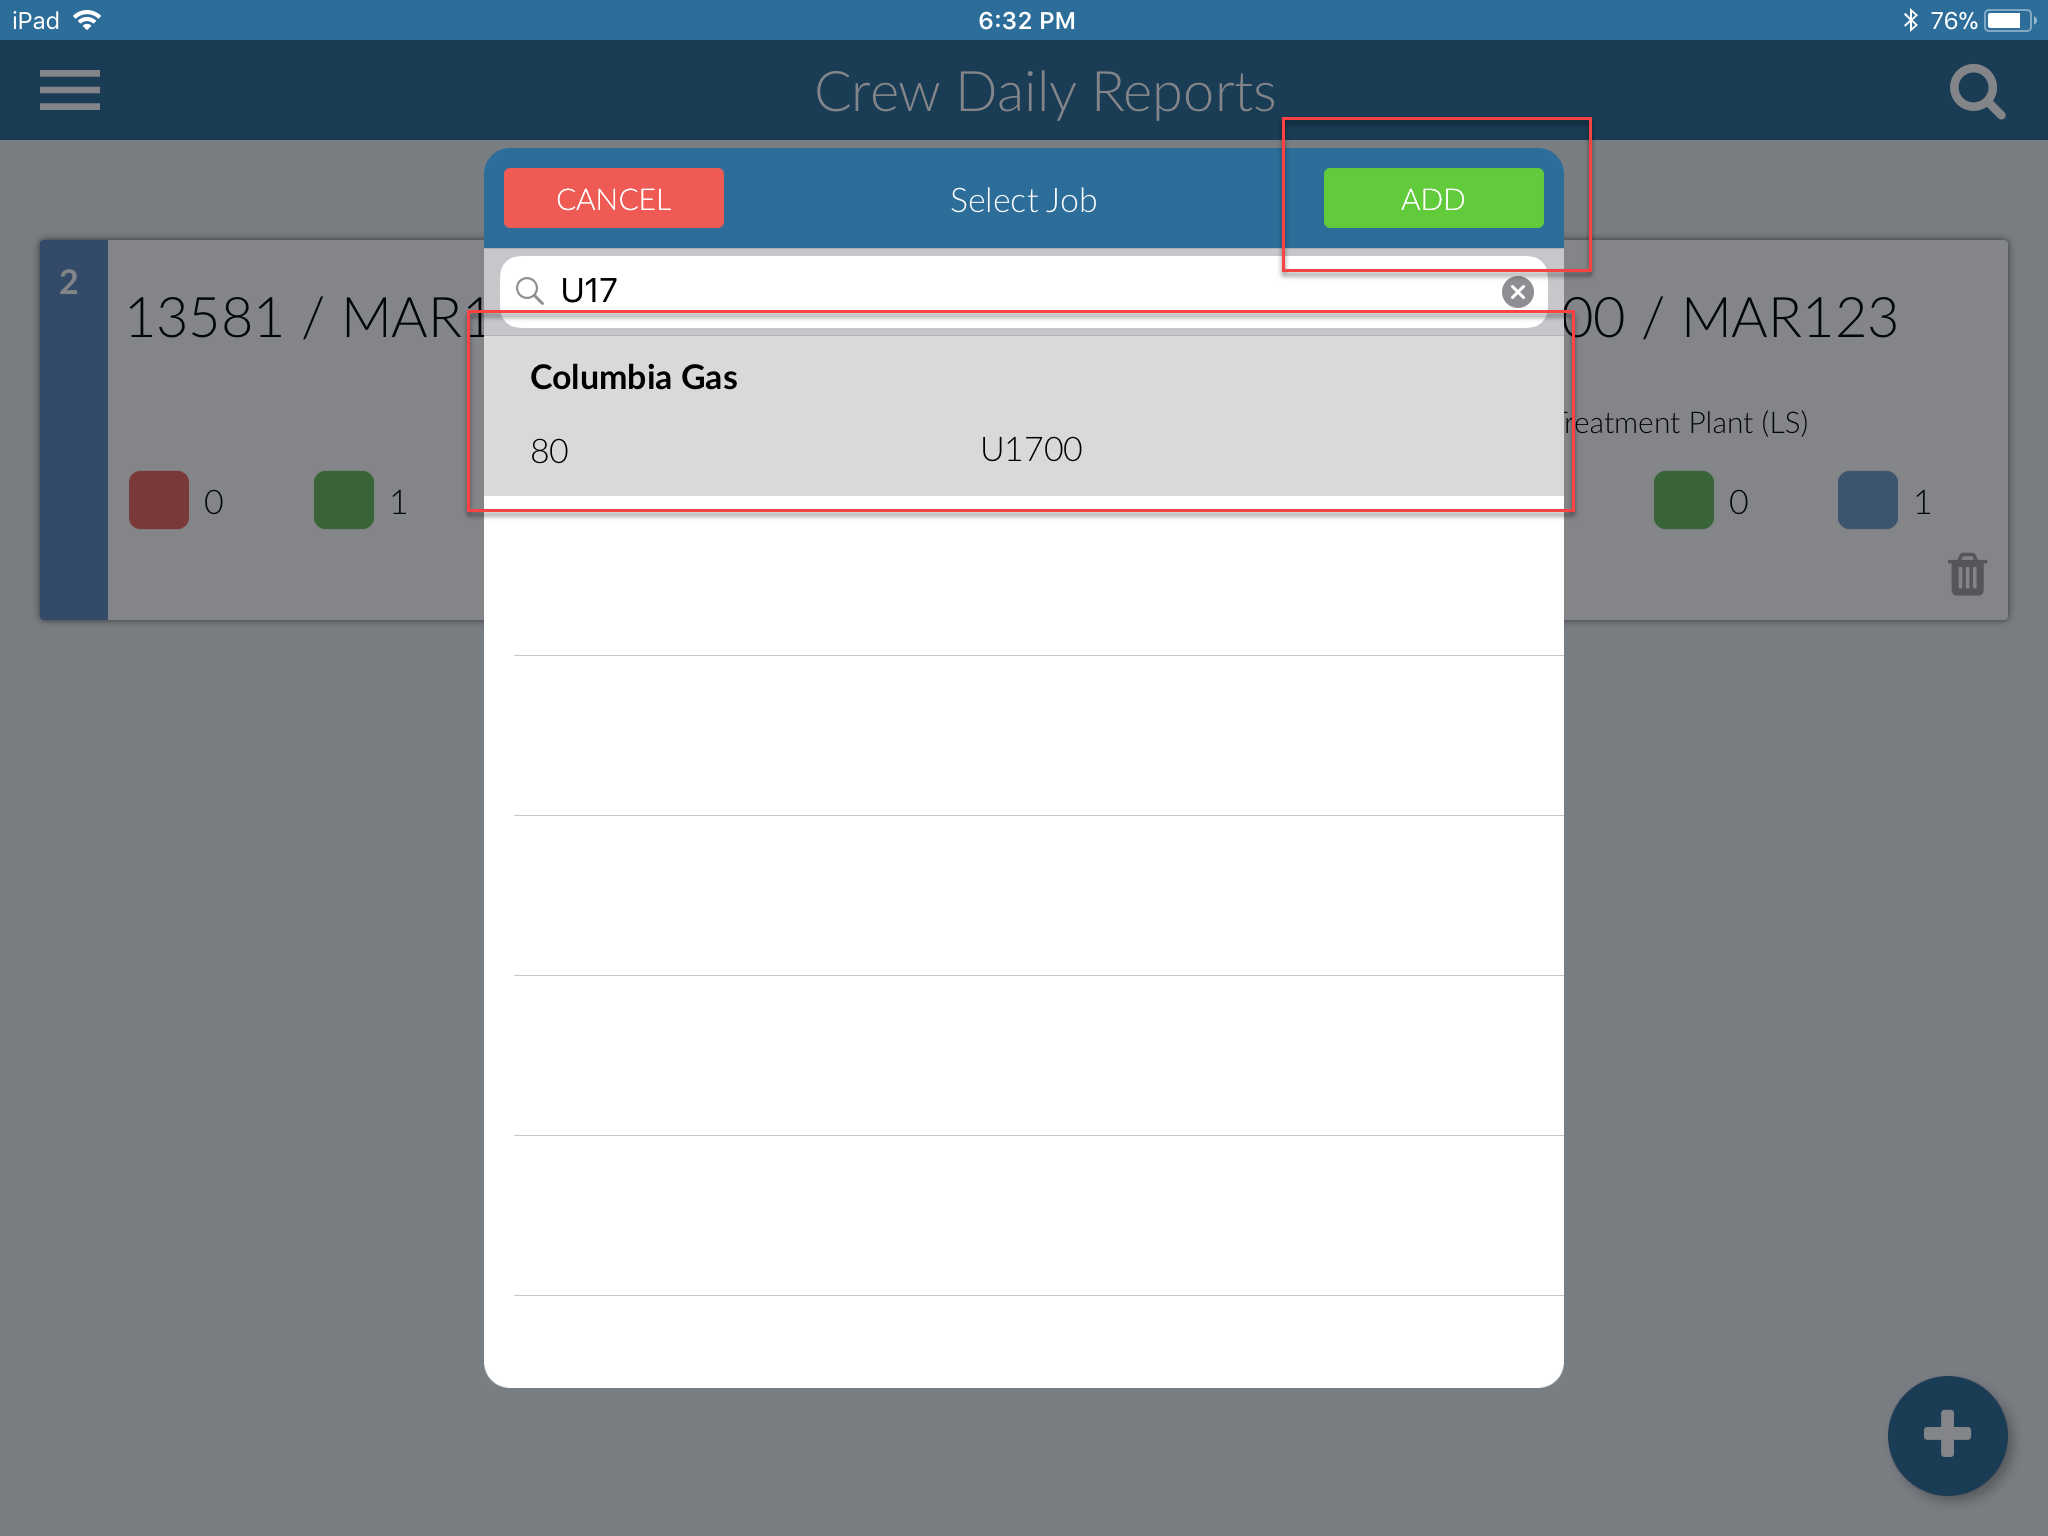 iPad
6:32 PM
76%
Crew Daily Reports
CANCEL
Select Job
ADD
U17
2
13581 / MAR1
00 / MAR123
Columbia Gas
Treatment Plant (LS)
80
U1700
0
1
0
1